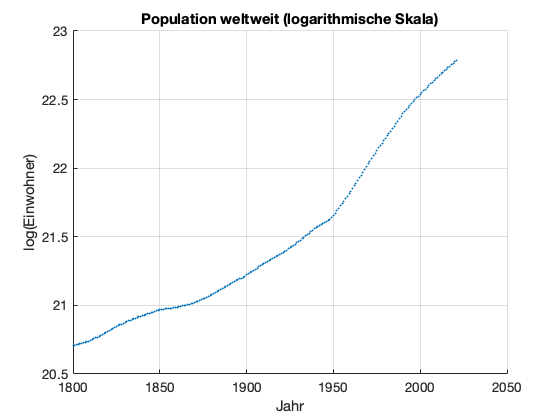 Population weltweit (logarithmische Skala)
23
22.5
22
21.5
21
20.5
log(Einwohner)
1800 1850 1900 1950 2000 2050
Jahr